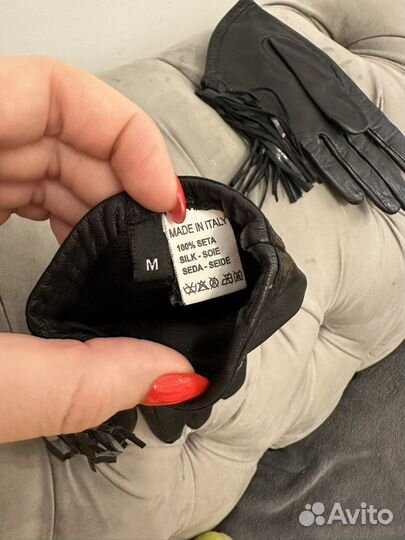 MADE IN ITALY
100% SETA
SILK - SOIE
SEDA - SEIDE
M
Avito